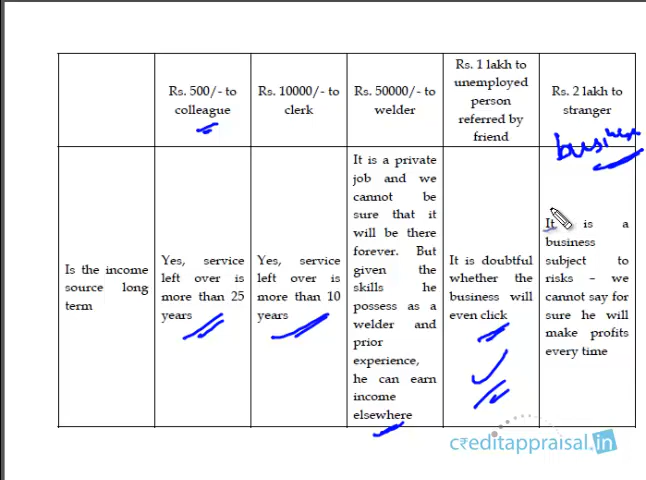 Rs. 500/- to
colleague
Rs. 10000/- to
clerk
Rs. 50000/- to
welder
Rs. 1 lakh to
unemployed
person
referred by
friend
Rs. 2 lakh to
stranger
business
Is the income
source long
term
Yes, service
left over is
more than 25
years
Yes, service
left over is
more than 10
years
It is a private
job and we
cannot be
sure that it
will be there
forever. But
given the
skills he
possess as a
welder and
prior
experience,
he can earn
income
elsewhere
It is doubtful
whether the
business will
even click
It is a
business
subject to
risks - we
cannot say for
sure he will
make profits
every time
creditappraisal.in